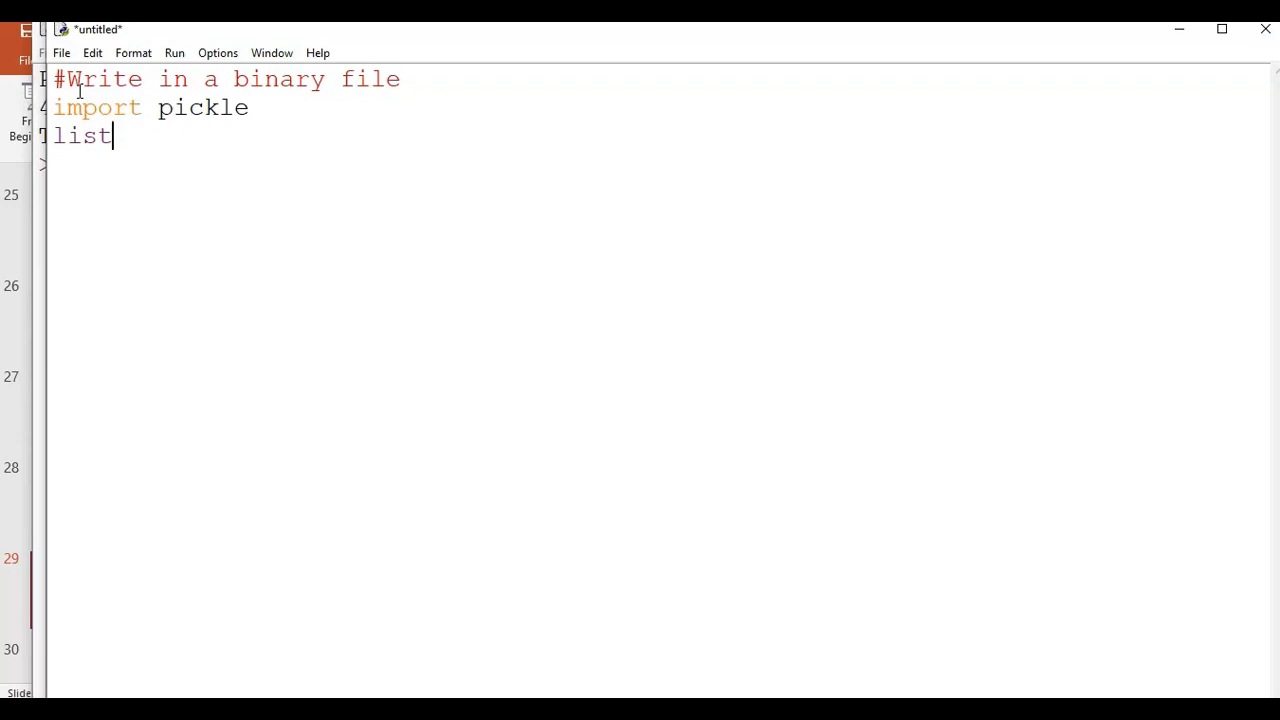 *untitled*
File Edit Format Run Options Window Help
#Write in a binary file
import pickle
list
25
26
27
28
29
30
Slide